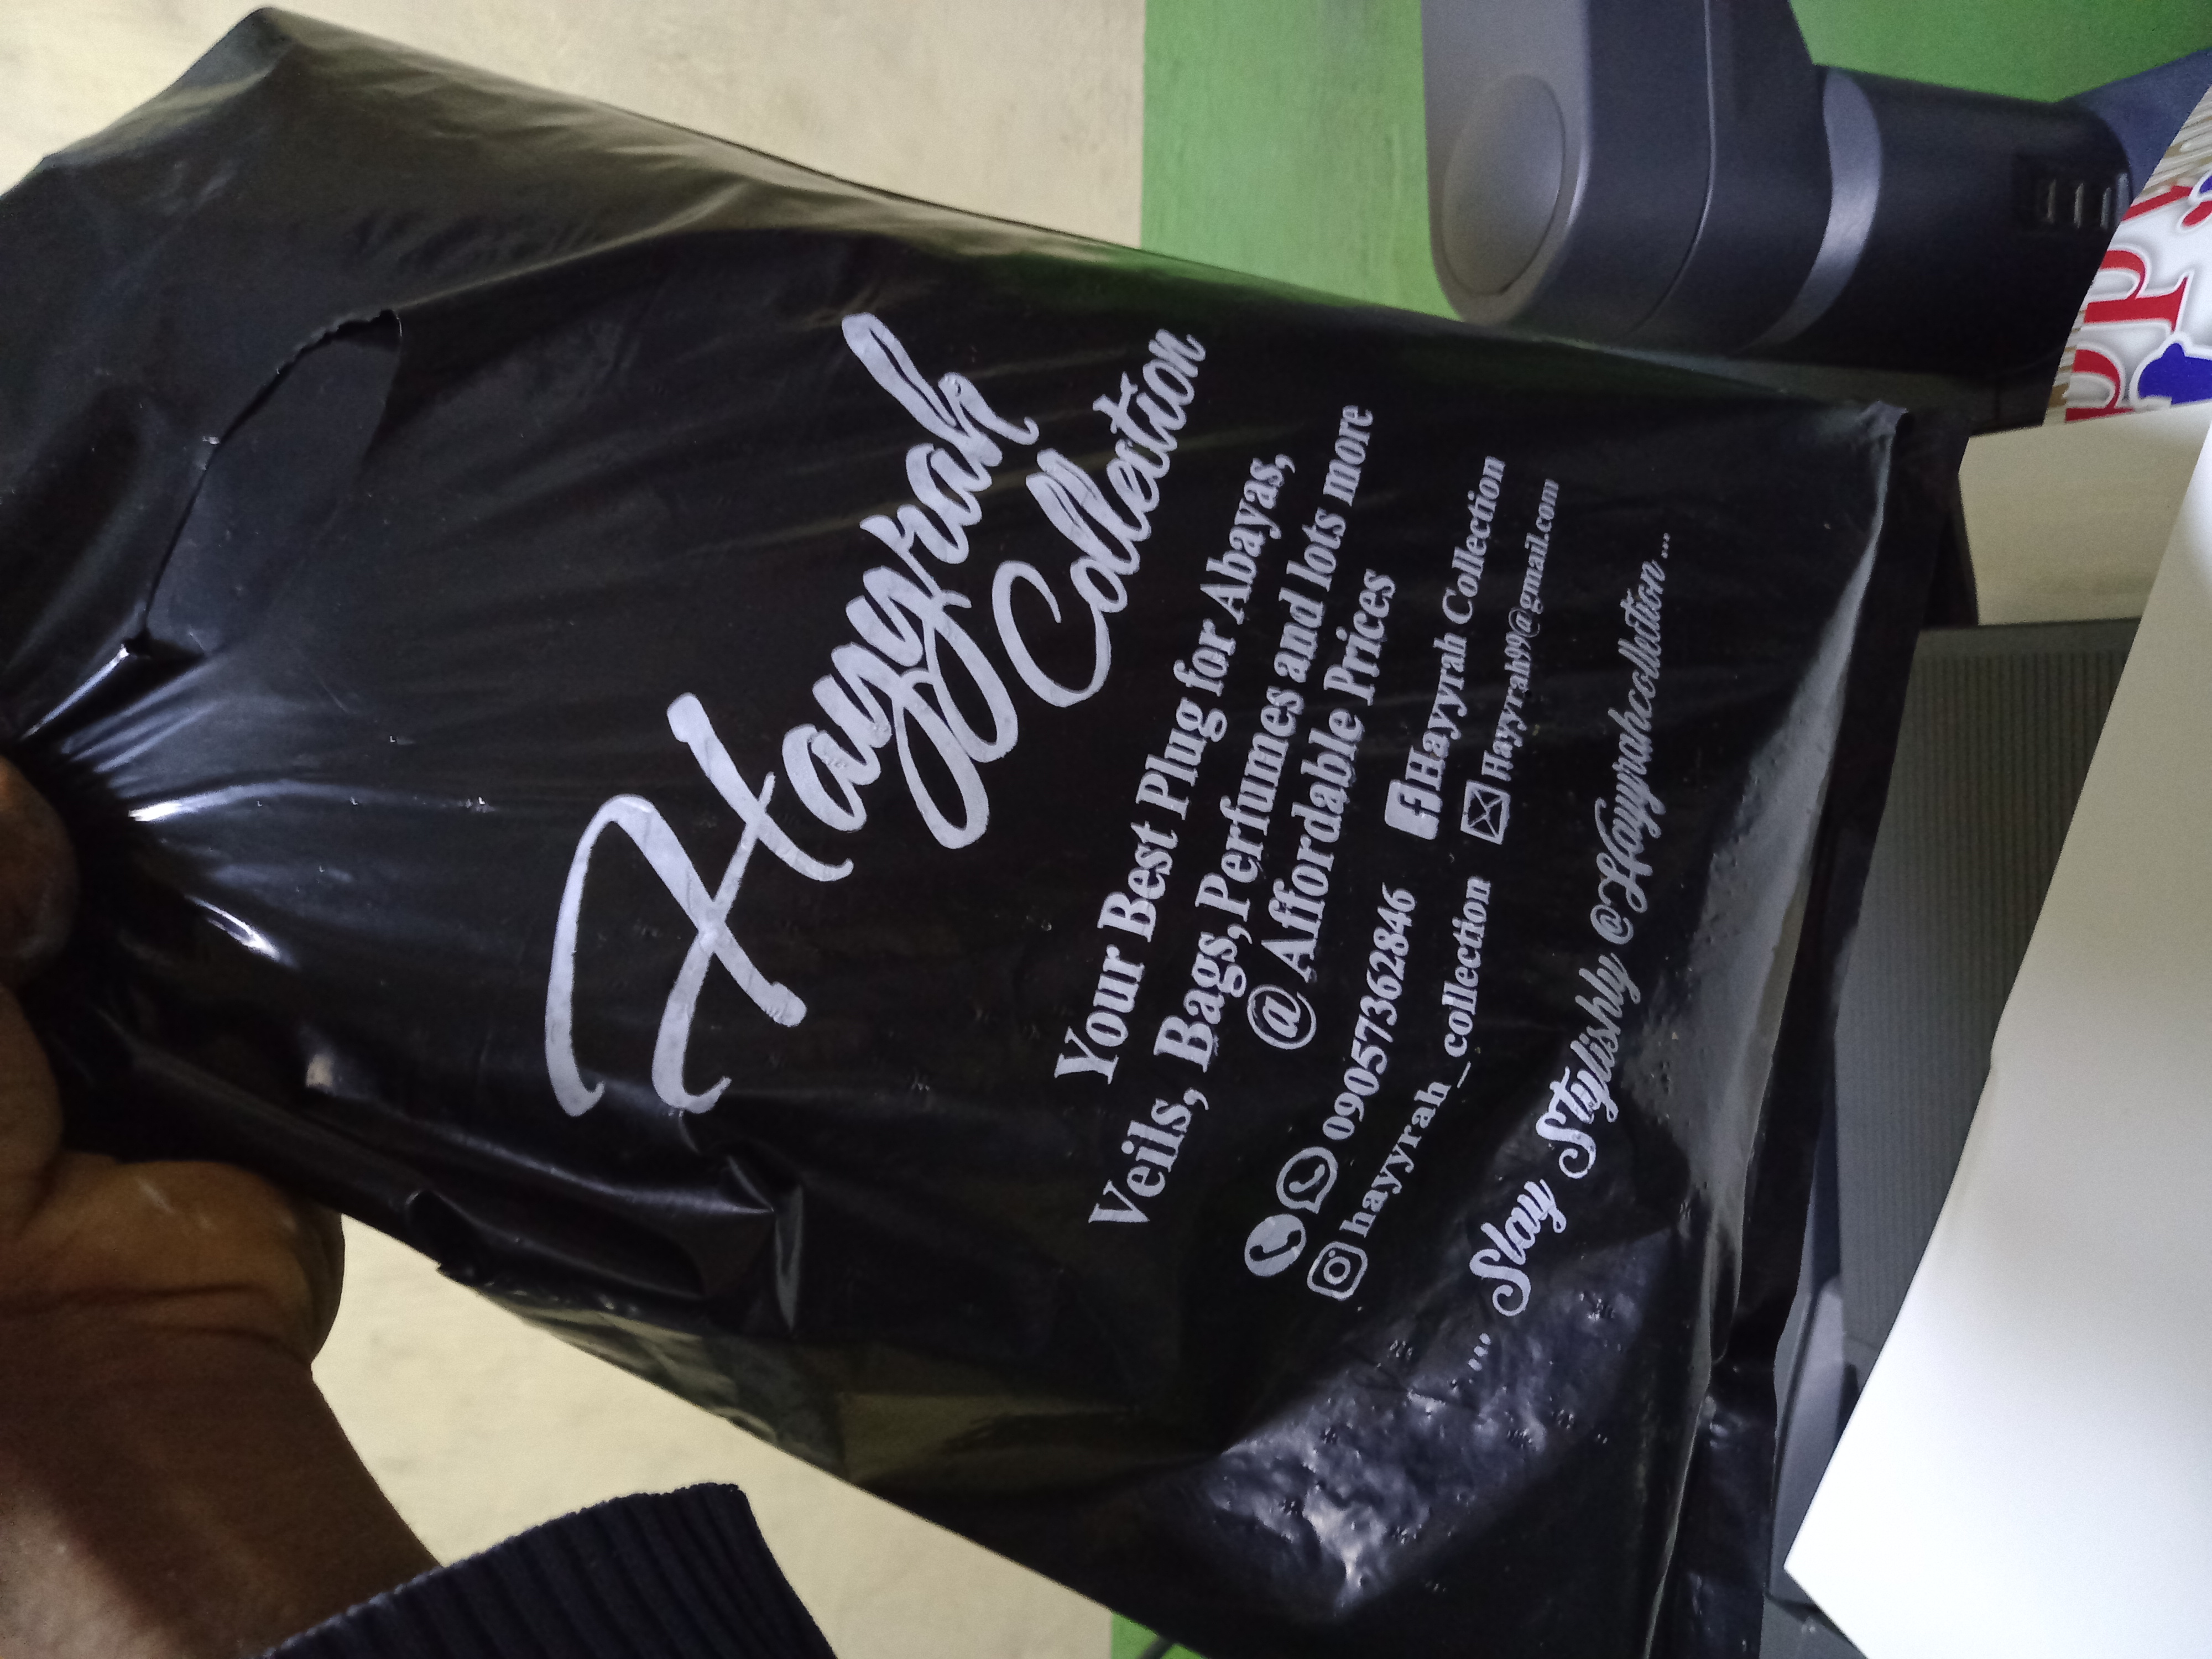 Hayyrah
Collection
Your Best Plug for Abayas,
Veils, Bags,Perfumes and lots more
@ Affordable Prices
09057362846
hayyrah_collection
Hayyrah Collection
Hayyrah99@gmail.com
... Slay Stylishly @Hayyrahcollection...